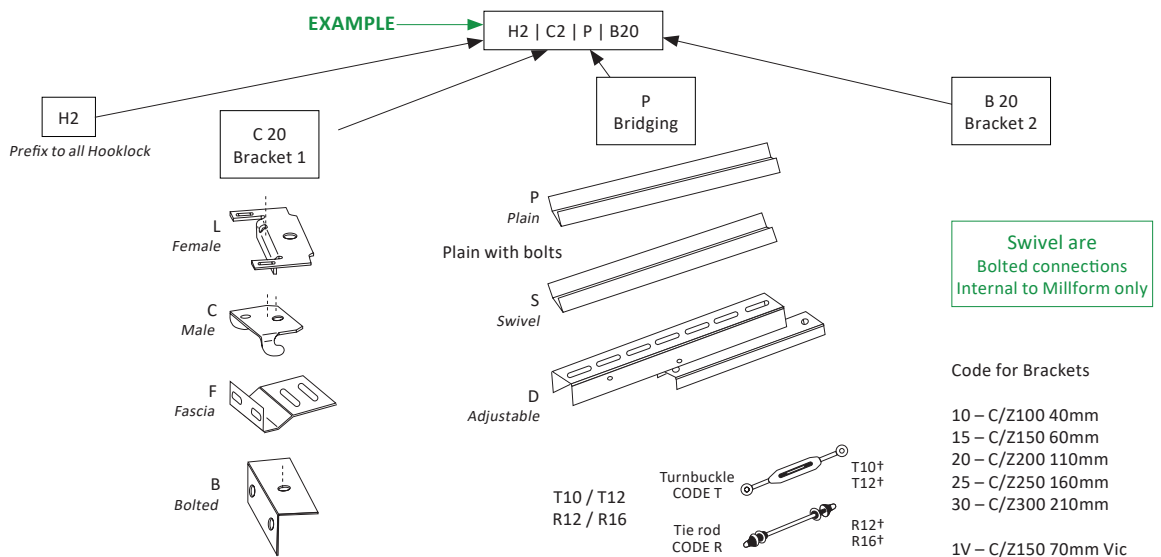 EXAMPLE
H2 | C2 | P | B20
H2
Prefix to all Hooklock
C 20
Bracket 1
P
Bridging
B 20
Bracket 2
L
Female
C
Male
F
Fascia
B
Bolted
P
Plain
Plain with bolts
S
Swivel
D
Adjustable
T10 / T12
R12 / R16
Turnbuckle
CODE T
T10†
T12†
Tie rod
CODE R
R12†
R16†
Swivel are
Bolted connections
Internal to Millform only
Code for Brackets
10 – C/Z100 40mm
15 – C/Z150 60mm
20 – C/Z200 110mm
25 – C/Z250 160mm
30 – C/Z300 210mm
1V – C/Z150 70mm Vic